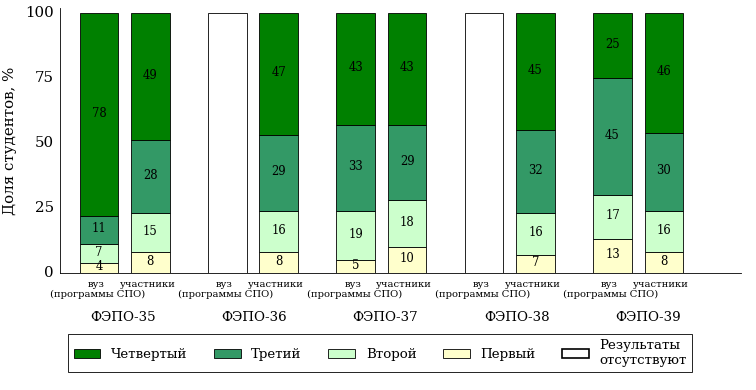 Доля студентов, %
100
75
50
25
0
78 11 7 4
49 28 15 8
47 29 16 8
43 33 19 5
43 29 18 10
45 32 16 7
25 45 17 13
46 30 16 8
вуз участники вуз участники вуз участники вуз участники вуз участники
(программы СПО) (программы СПО) (программы СПО) (программы СПО) (программы СПО)
ФЭПО-35 ФЭПО-36 ФЭПО-37 ФЭПО-38 ФЭПО-39
Четвертый Третий Второй Первый Результаты
отсутствуют